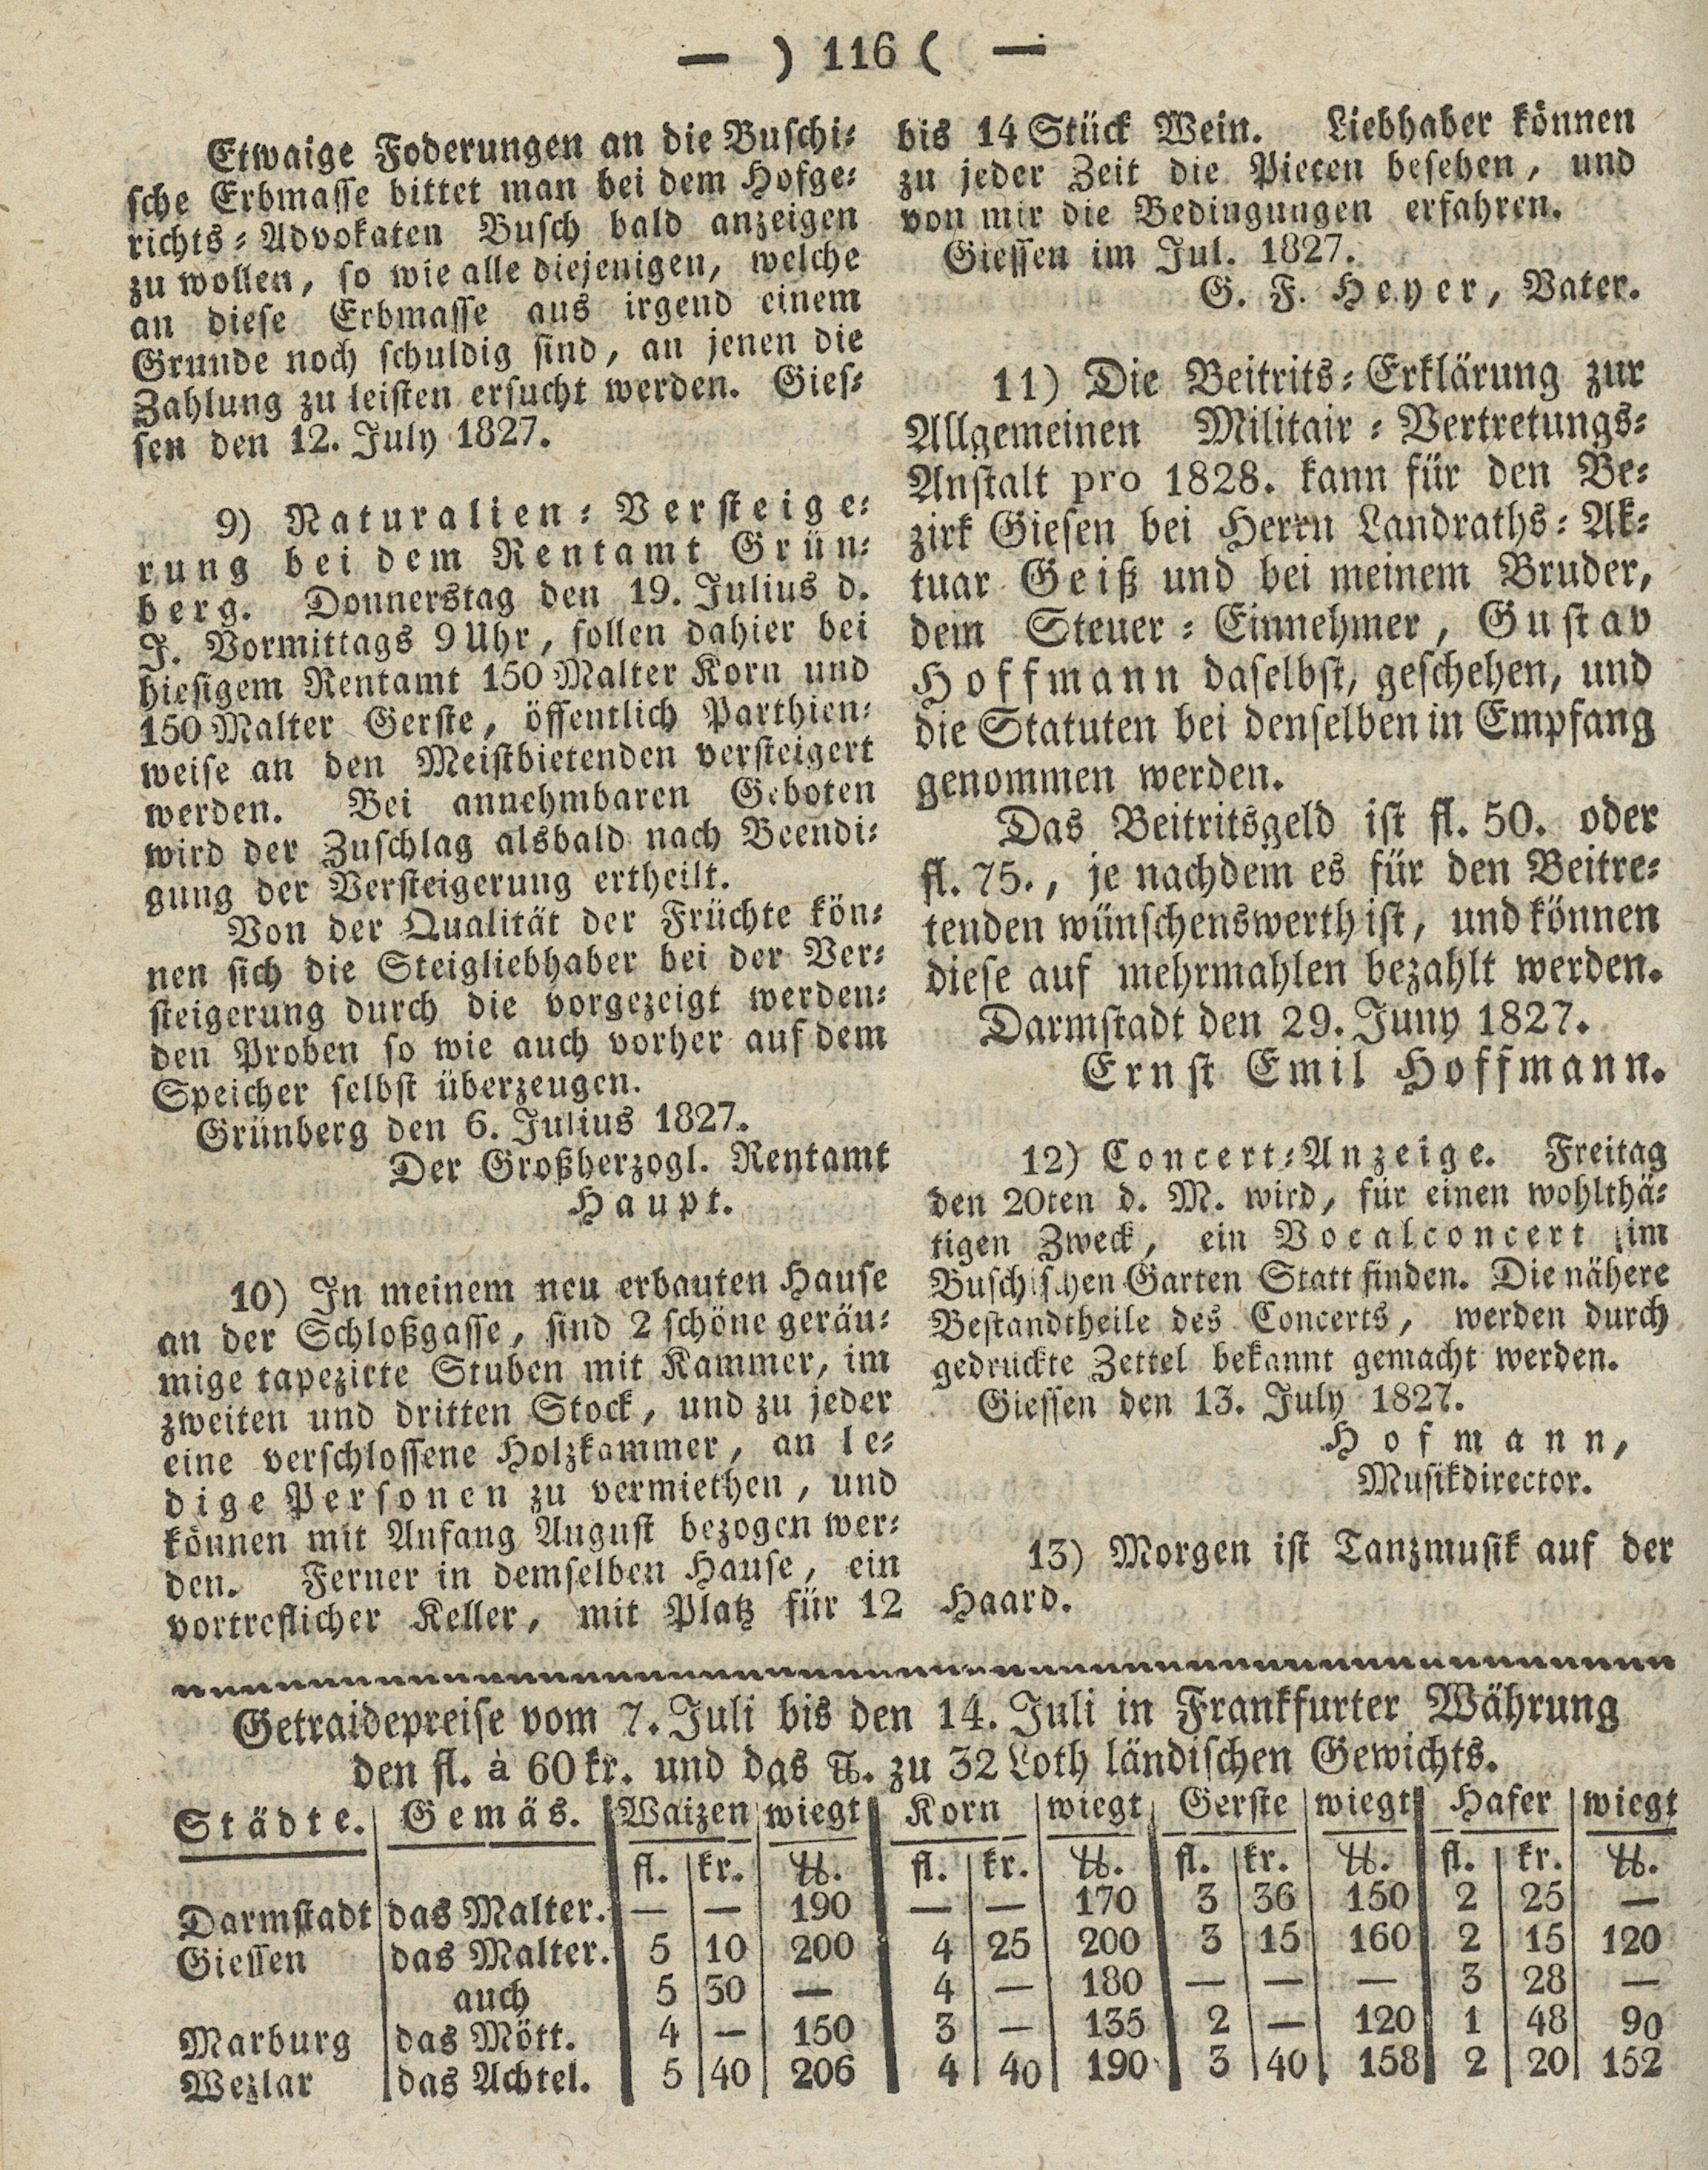 — ) 116 ( —
Etwaige Foderungen an die Buschi⸗
sche Erbmasse bittet man bei dem Hofge⸗
richts⸗Advokaten Busch bald anzeigen
zu wollen, so wie alle diejenigen, welche
an diese Erbmasse aus irgend einem
Grunde noch schuldig sind, an jenen die
Zahlung zu leisten ersucht werden. Gies⸗
sen den 12. July 1827.
9) Naturalien⸗Versteige⸗
rung bei dem Rentamt Grün⸗
berg. Donnerstag den 19. Julius d.
J. Vormittags 9 Uhr, sollen dahier bei
hiesigem Rentamt 150 Malter Korn und
150 Malter Gerste, öffentlich Parthien⸗
weise an den Meistbietenden versteigert
werden. Bei annehmbaren Geboten
wird der Zuschlag alsbald nach Beendi⸗
gung der Versteigerung ertheilt.
Von der Qualität der Früchte kön⸗
nen sich die Steigliebhaber bei der Ver⸗
steigerung durch die vorgezeigt werden⸗
den Proben so wie auch vorher auf dem
Speicher selbst überzeugen.
Grünberg den 6. Julius 1827.
Der Großherzogl. Rentamt
Haupt.
10) In meinem neu erbauten Hause
an der Schloßgasse, sind 2 schöne geräu⸗
mige tapezirte Stuben mit Kammer, im
zweiten und dritten Stock, und zu jeder
eine verschlossene Holzkammer, an le⸗
dige Personen zu vermiethen, und
können mit Anfang August bezogen wer⸗
den. Ferner in demselben Hause, ein
vortreflicher Keller, mit Platz für 12
bis 14 Stück Wein. Liebhaber können
zu jeder Zeit die Piecen besehen, und
von mir die Bedingungen erfahren.
Giessen im Jul. 1827.
G. F. Heyer, Vater.
11) Die Beitrits⸗Erklärung zur
Allgemeinen Militair⸗Vertretungs⸗
Anstalt pro 1828. kann für den Be⸗
zirk Giesen bei Herrn Landraths⸗Ak⸗
tuar Geiß und bei meinem Bruder,
dem Steuer⸗Einnehmer, Gustav
Hoffmann daselbst, geschehen, und
die Statuten bei denselben in Empfang
genommen werden.
Das Beitritsgeld ist fl. 50. oder
fl. 75., je nachdem es für den Beitre⸗
tenden wünschenswerth ist, und können
diese auf mehrmahlen bezahlt werden.
Darmstadt den 29. Juny 1827.
Ernst Emil Hoffmann.
12) Concert⸗Anzeige. Freitag
den 20ten d. M. wird, für einen wohlthä⸗
tigen Zweck, ein Vocalconcert im
Buschischen Garten Statt finden. Die nähere
Bestandtheile des Concerts, werden durch
gedruckte Zettel bekannt gemacht werden.
Giessen den 13. July 1827.
Hofmann,
Musikdirector.
13) Morgen ist Tanzmusik auf der
Haard.
Getraidepreise vom 7. Juli bis den 14. Juli in Frankfurter Währung
den fl. à 60 kr. und das ℔. zu 32 Loth ländischen Gewichts.
Städte. Gemäs. Waizen wiegt Korn wiegt Gerste wiegt Hafer wiegt
fl. kr. ℔. fl. kr. ℔. fl. kr. ℔. fl. kr. ℔.
Darmstadt das Malter. — — 190 — — 170 3 36 150 2 25 —
Giessen das Malter. 5 10 200 4 25 200 3 15 160 2 15 120
auch 5 30 — 4 — 180 — — — 3 28 —
Marburg das Mött. 4 — 150 3 — 135 2 — 120 1 48 90
Wezlar das Achtel. 5 40 206 4 40 190 3 40 158 2 20 152